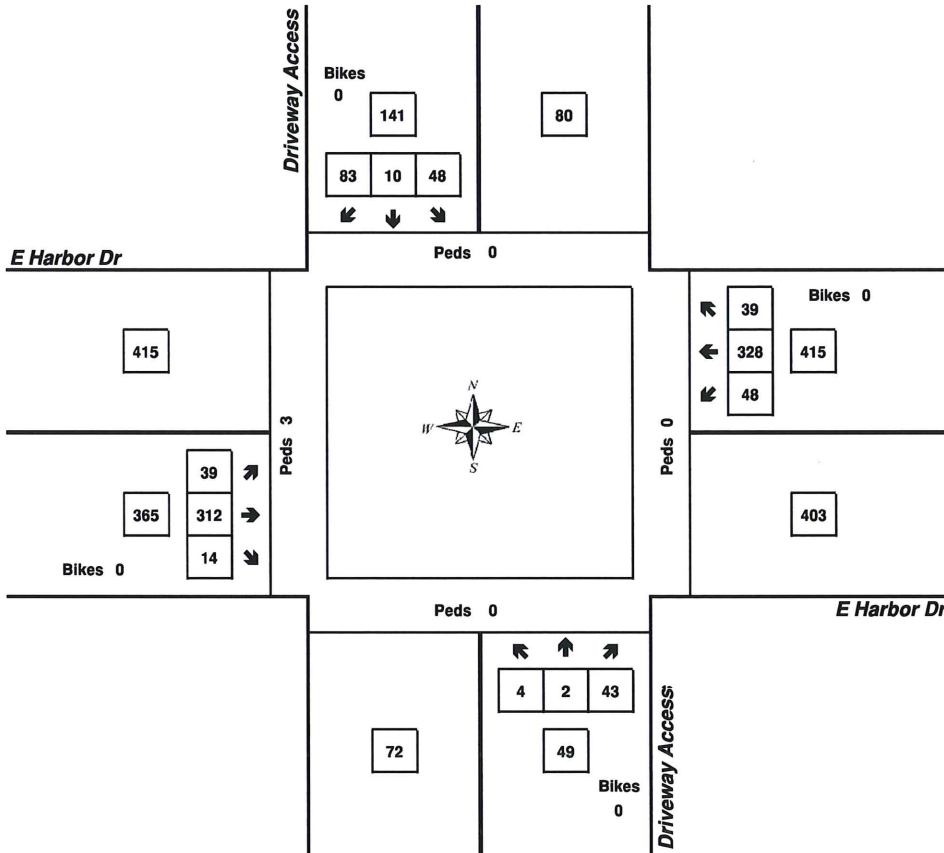 Driveway Access
Bikes
0
141
80
83 10 48
Peds 0
E Harbor Dr
39
Bikes 0
415
328
415
48
N
W E
S
Peds 3
Peds 0
39
365
312
403
14
Bikes 0
Peds 0
E Harbor Dr
4 2 43
72
49
Bikes
0
Driveway Access